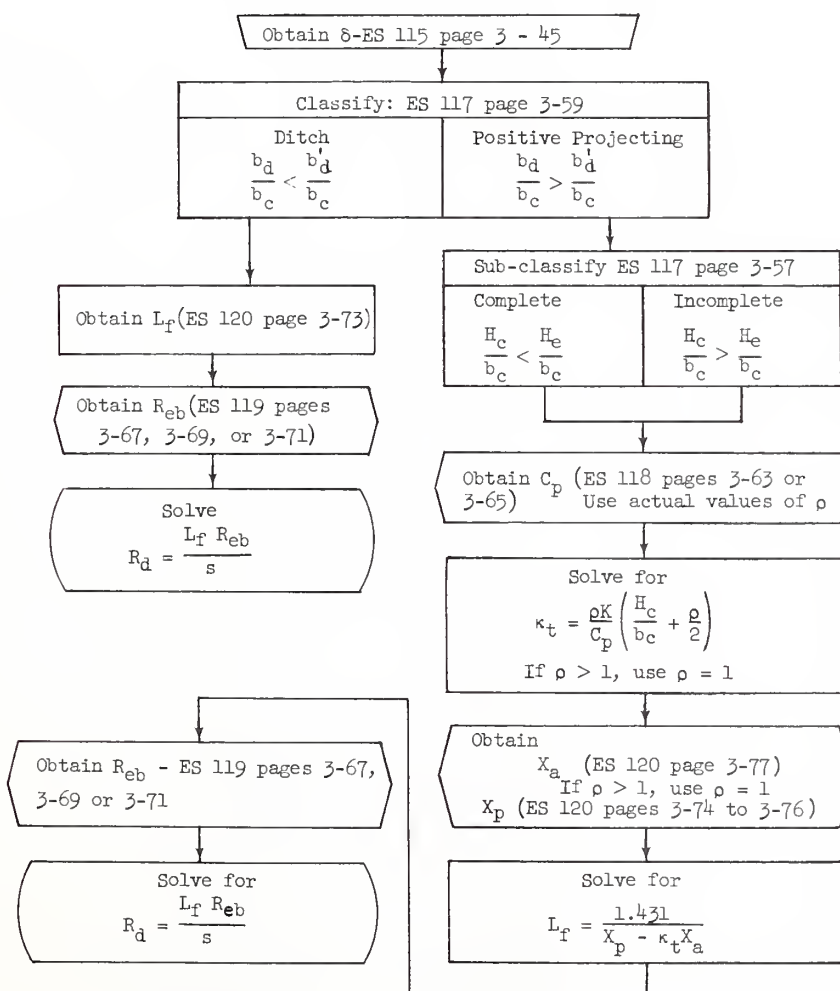 Obtain δ-ES 115 page 3 - 45
Classify: ES 117 page 3-59
Ditch
b_d/b_c < b'_d/b_c
Positive Projecting
b_d/b_c > b'_d/b_c
Obtain L_f(ES 120 page 3-73)
Obtain R_eb(ES 119 pages
3-67, 3-69, or 3-71)
Solve
R_d = L_f R_eb/s
Sub-classify ES 117 page 3-57
Complete
H_c/b_c < H_e/b_c
Incomplete
H_c/b_c > H_e/b_c
Obtain C_p (ES 118 pages 3-63 or
3-65) Use actual values of ρ
Solve for
κ_t = ρK/C_p (H_c/b_c + ρ/2)
If ρ > 1, use ρ = 1
Obtain
X_a (ES 120 page 3-77)
If ρ > 1, use ρ = 1
X_p (ES 120 pages 3-74 to 3-76)
Solve for
L_f = 1.431/(X_p - κ_t X_a)
Obtain R_eb - ES 119 pages 3-67,
3-69 or 3-71
Solve for
R_d = L_f R_eb/s